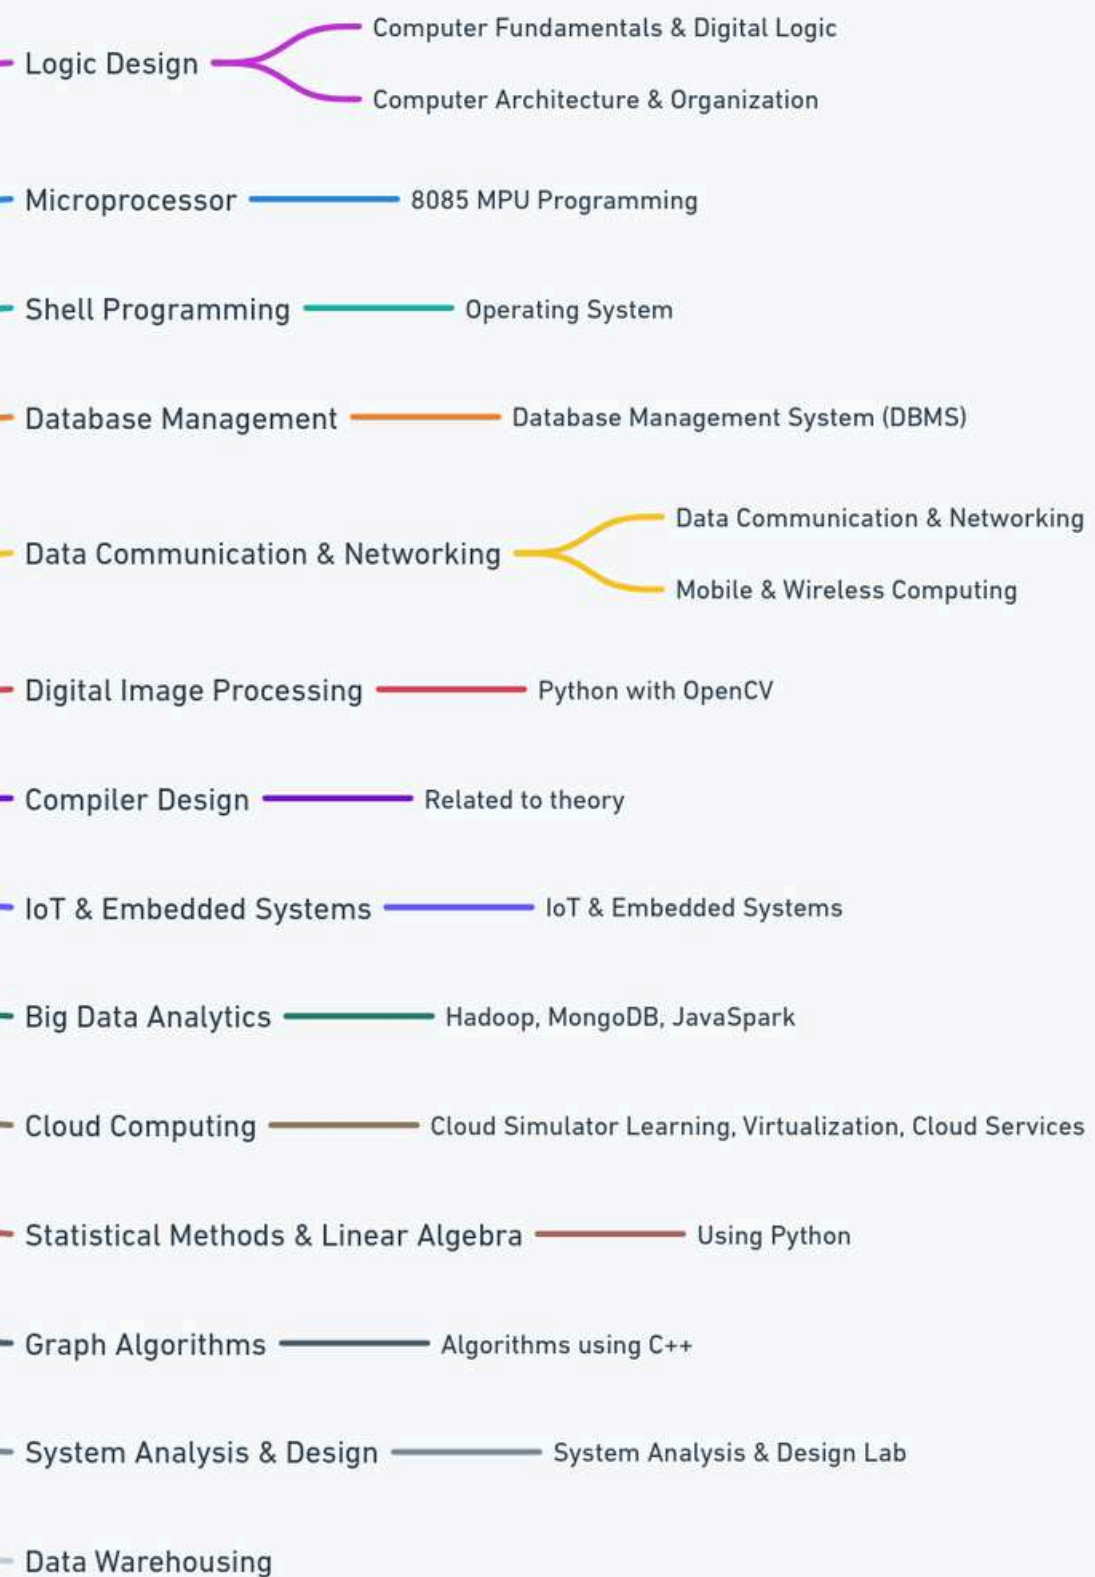 Computer Fundamentals & Digital Logic
Logic Design
Computer Architecture & Organization
Microprocessor
8085 MPU Programming
Shell Programming
Operating System
Database Management
Database Management System (DBMS)
Data Communication & Networking
Data Communication & Networking
Mobile & Wireless Computing
Digital Image Processing
Python with OpenCV
Compiler Design
Related to theory
IoT & Embedded Systems
IoT & Embedded Systems
Big Data Analytics
Hadoop, MongoDB, JavaSpark
Cloud Computing
Cloud Simulator Learning, Virtualization, Cloud Services
Statistical Methods & Linear Algebra
Using Python
Graph Algorithms
Algorithms using C++
System Analysis & Design
System Analysis & Design Lab
Data Warehousing